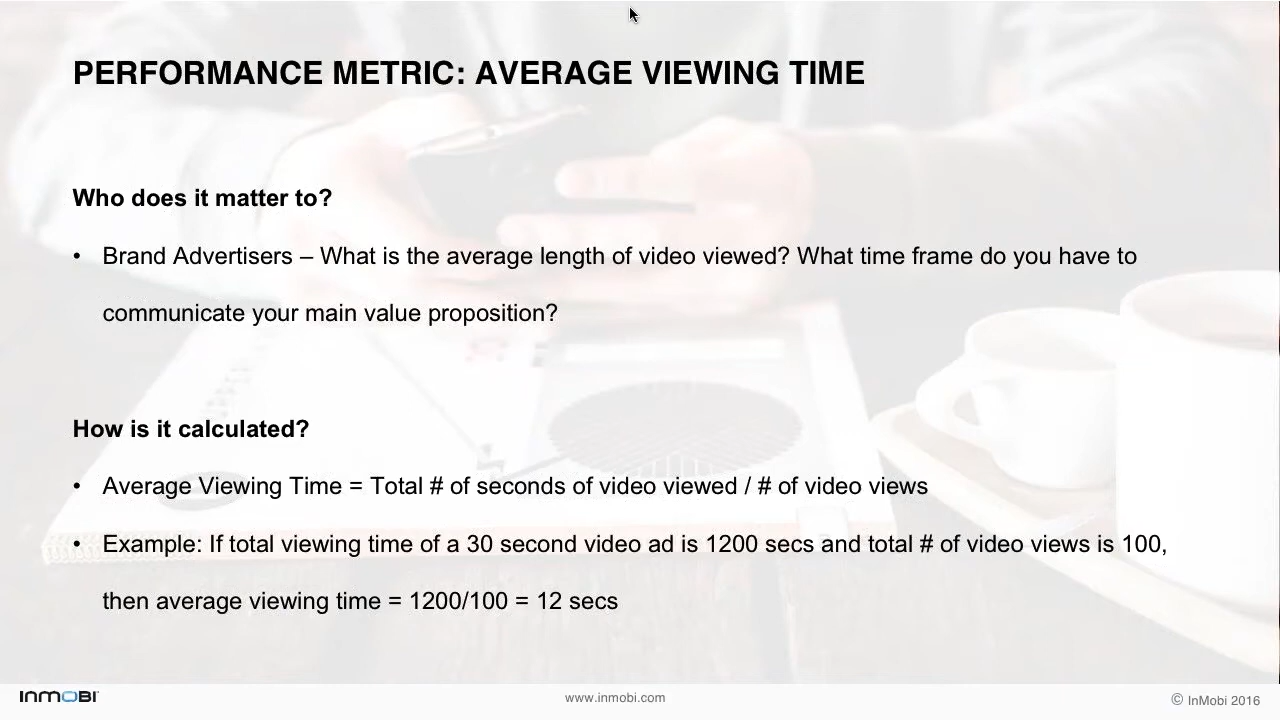 PERFORMANCE METRIC: AVERAGE VIEWING TIME
Who does it matter to?
• Brand Advertisers – What is the average length of video viewed? What time frame do you have to
communicate your main value proposition?
How is it calculated?
• Average Viewing Time = Total # of seconds of video viewed / # of video views
• Example: If total viewing time of a 30 second video ad is 1200 secs and total # of video views is 100,
then average viewing time = 1200/100 = 12 secs
INMOBI
www.inmobi.com
© InMobi 2016